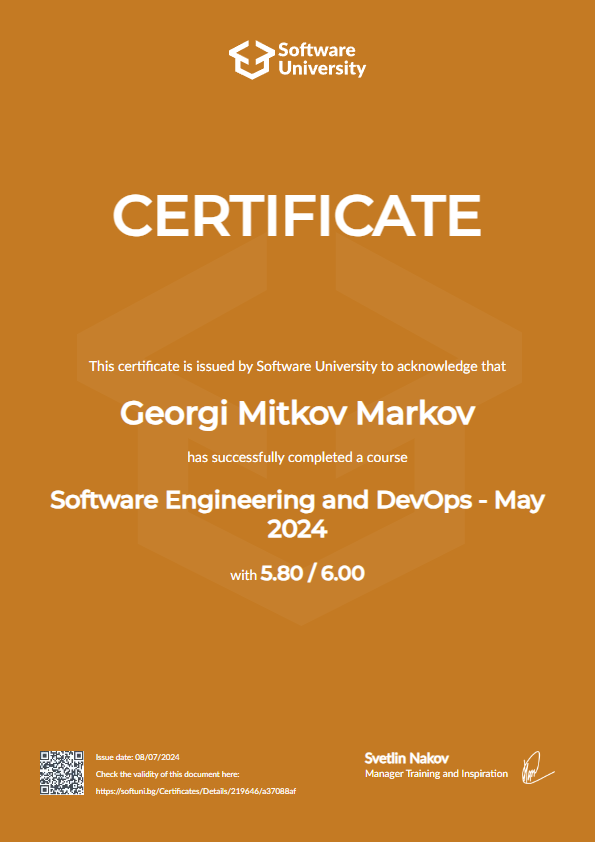 Software
University
CERTIFICATE
This certificate is issued by Software University to acknowledge that
Georgi Mitkov Markov
has successfully completed a course
Software Engineering and DevOps - May
2024
with 5.80 / 6.00
Issue date: 08/07/2024
Check the validity of this document here:
https://softuni.bg/Certificates/Details/219646/a37088af
Svetlin Nakov
Manager Training and Inspiration